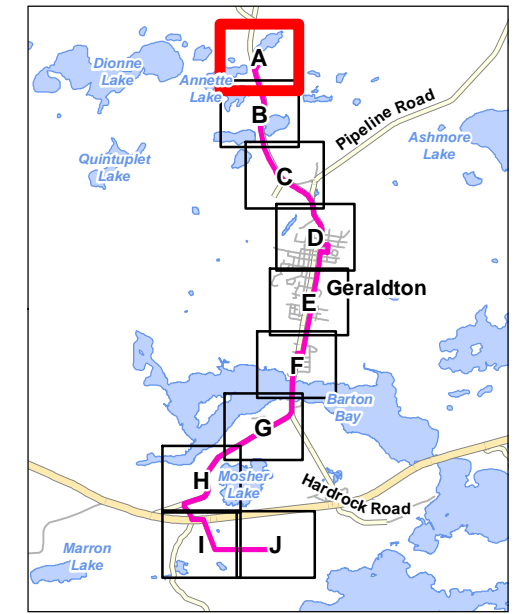 A
Dionne
Lake
Annette
Lake
B
Pipeline Road
Ashmore
Lake
Quintuplet
Lake
C
D
Geraldton
E
F
Barton
Bay
G
H
Mosher
Lake
Hardrock Road
I
J
Marron
Lake